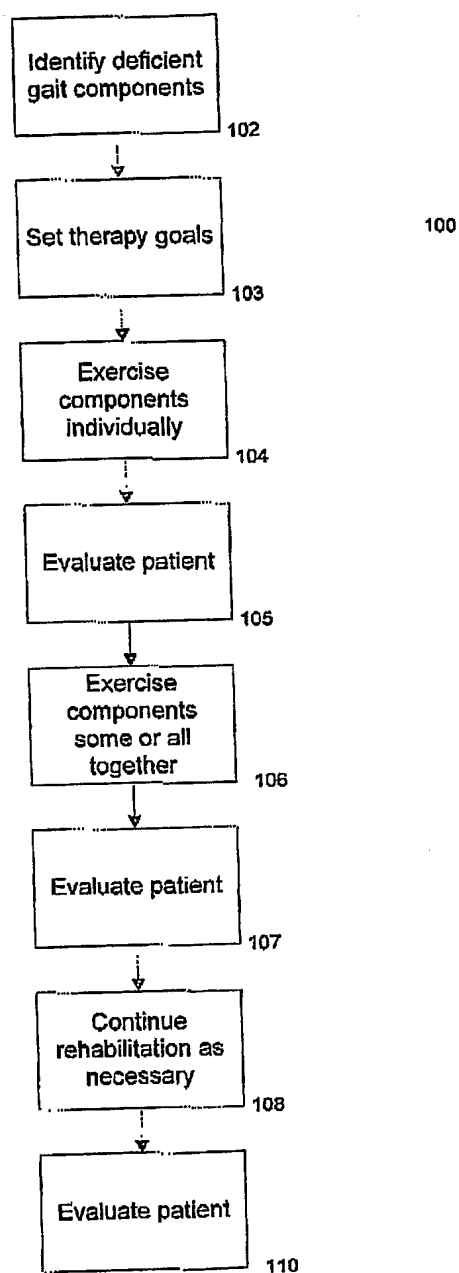 Identify deficient
gait components
102
Set therapy goals
100
103
Exercise
components
individually
104
Evaluate patient
105
Exercise
components
some or all
together
106
Evaluate patient
107
Continue
rehabilitation as
necessary
108
Evaluate patient
110